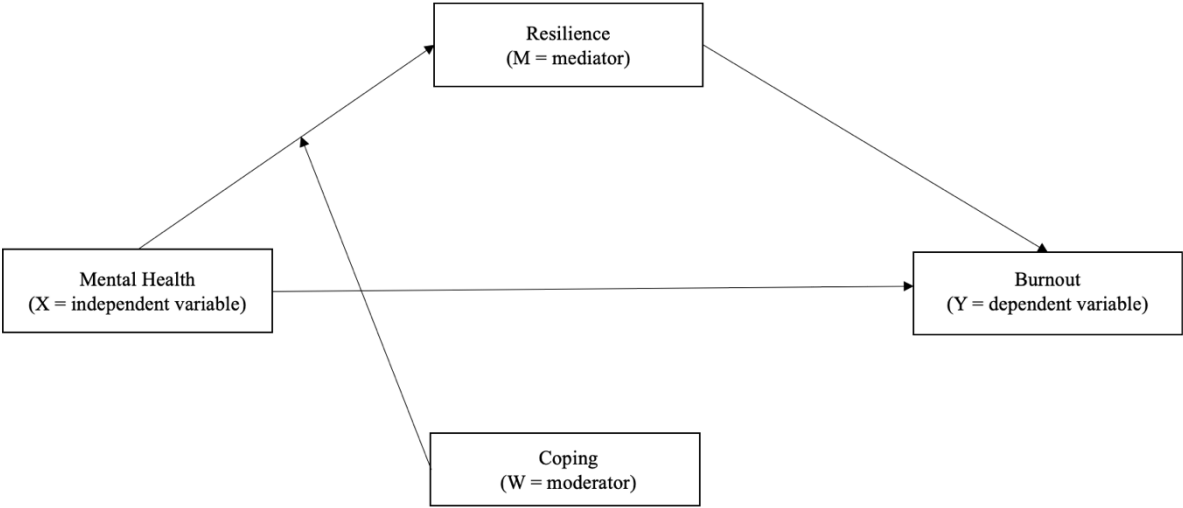 Resilience
(M = mediator)
Mental Health
(X = independent variable)
Burnout
(Y = dependent variable)
Coping
(W = moderator)